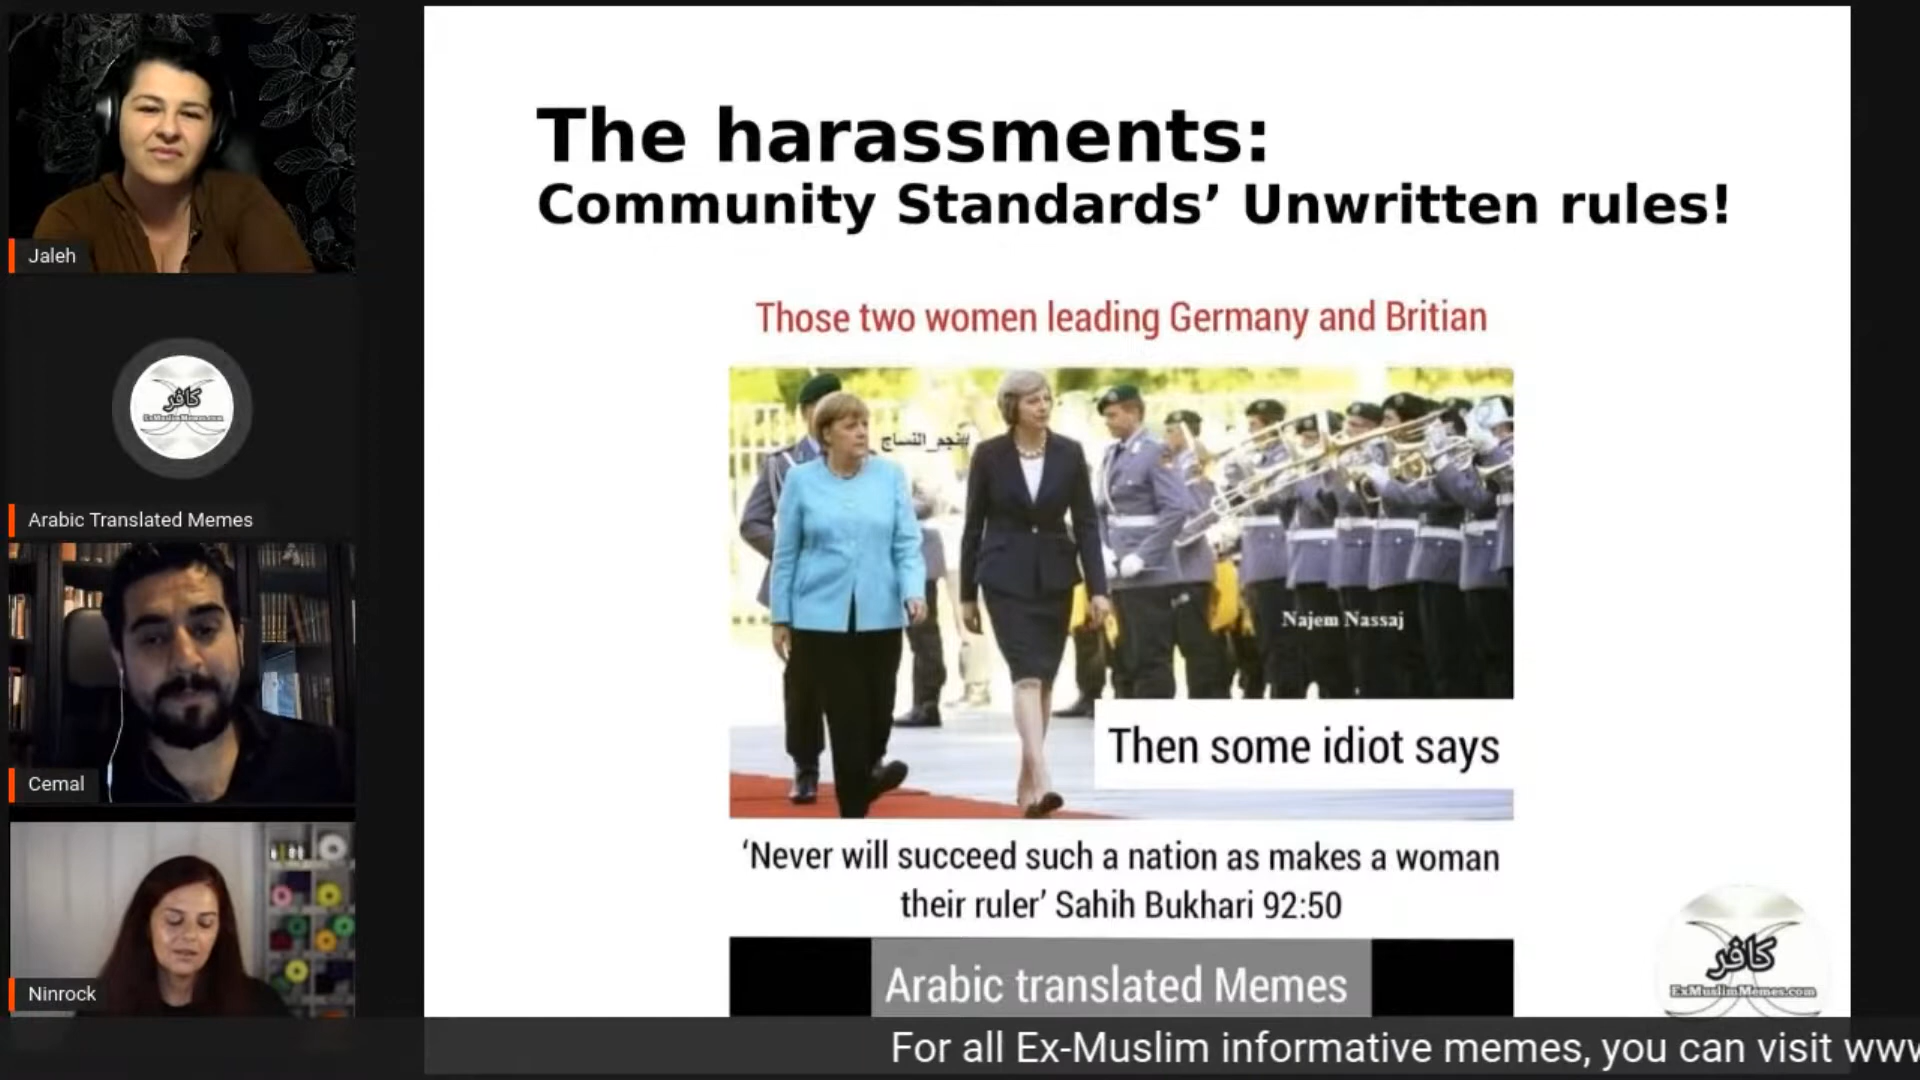 The harassments:
Community Standards’ Unwritten rules!
Those two women leading Germany and Britian
#نجم_النساج
Najem Nassaj
Then some idiot says
‘Never will succeed such a nation as makes a woman
their ruler’ Sahih Bukhari 92:50
Arabic translated Memes
كافر
ExMuslimMemes.com
Jaleh
كافر
ExMuslimMemes.com
Arabic Translated Memes
Cemal
Ninrock
For all Ex-Muslim informative memes, you can visit www